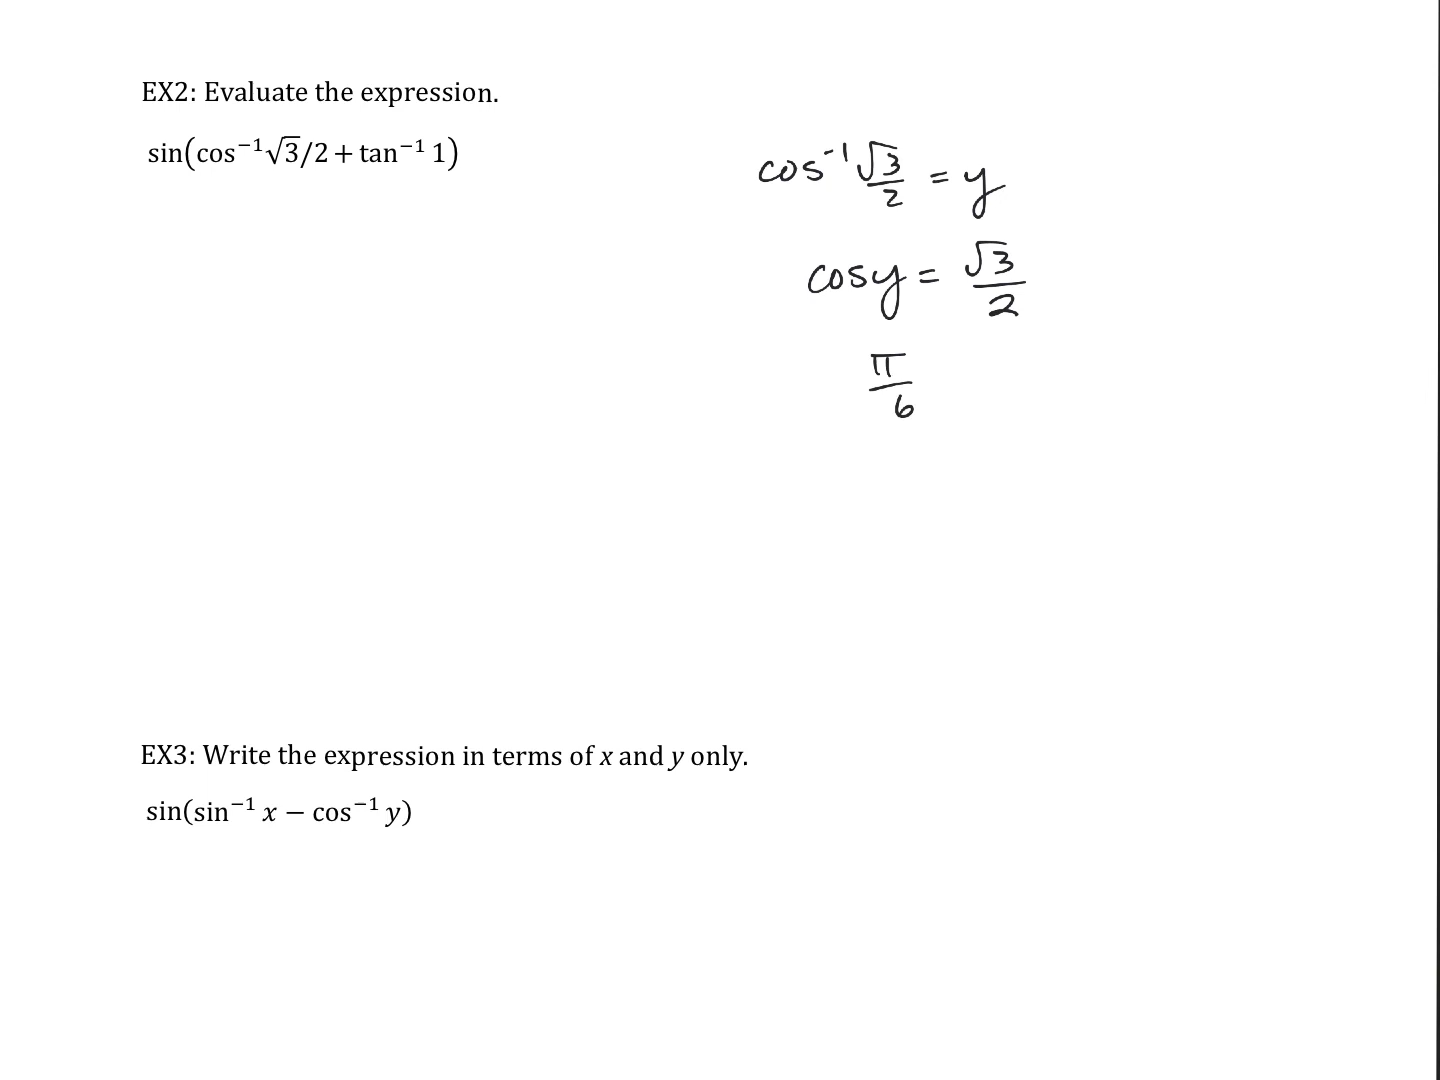 EX2: Evaluate the expression.
sin(cos⁻¹√3/2 + tan⁻¹ 1)
cos⁻¹ √3/2 = y
cosy = √3/2
π/6
EX3: Write the expression in terms of x and y only.
sin(sin⁻¹ x − cos⁻¹ y)